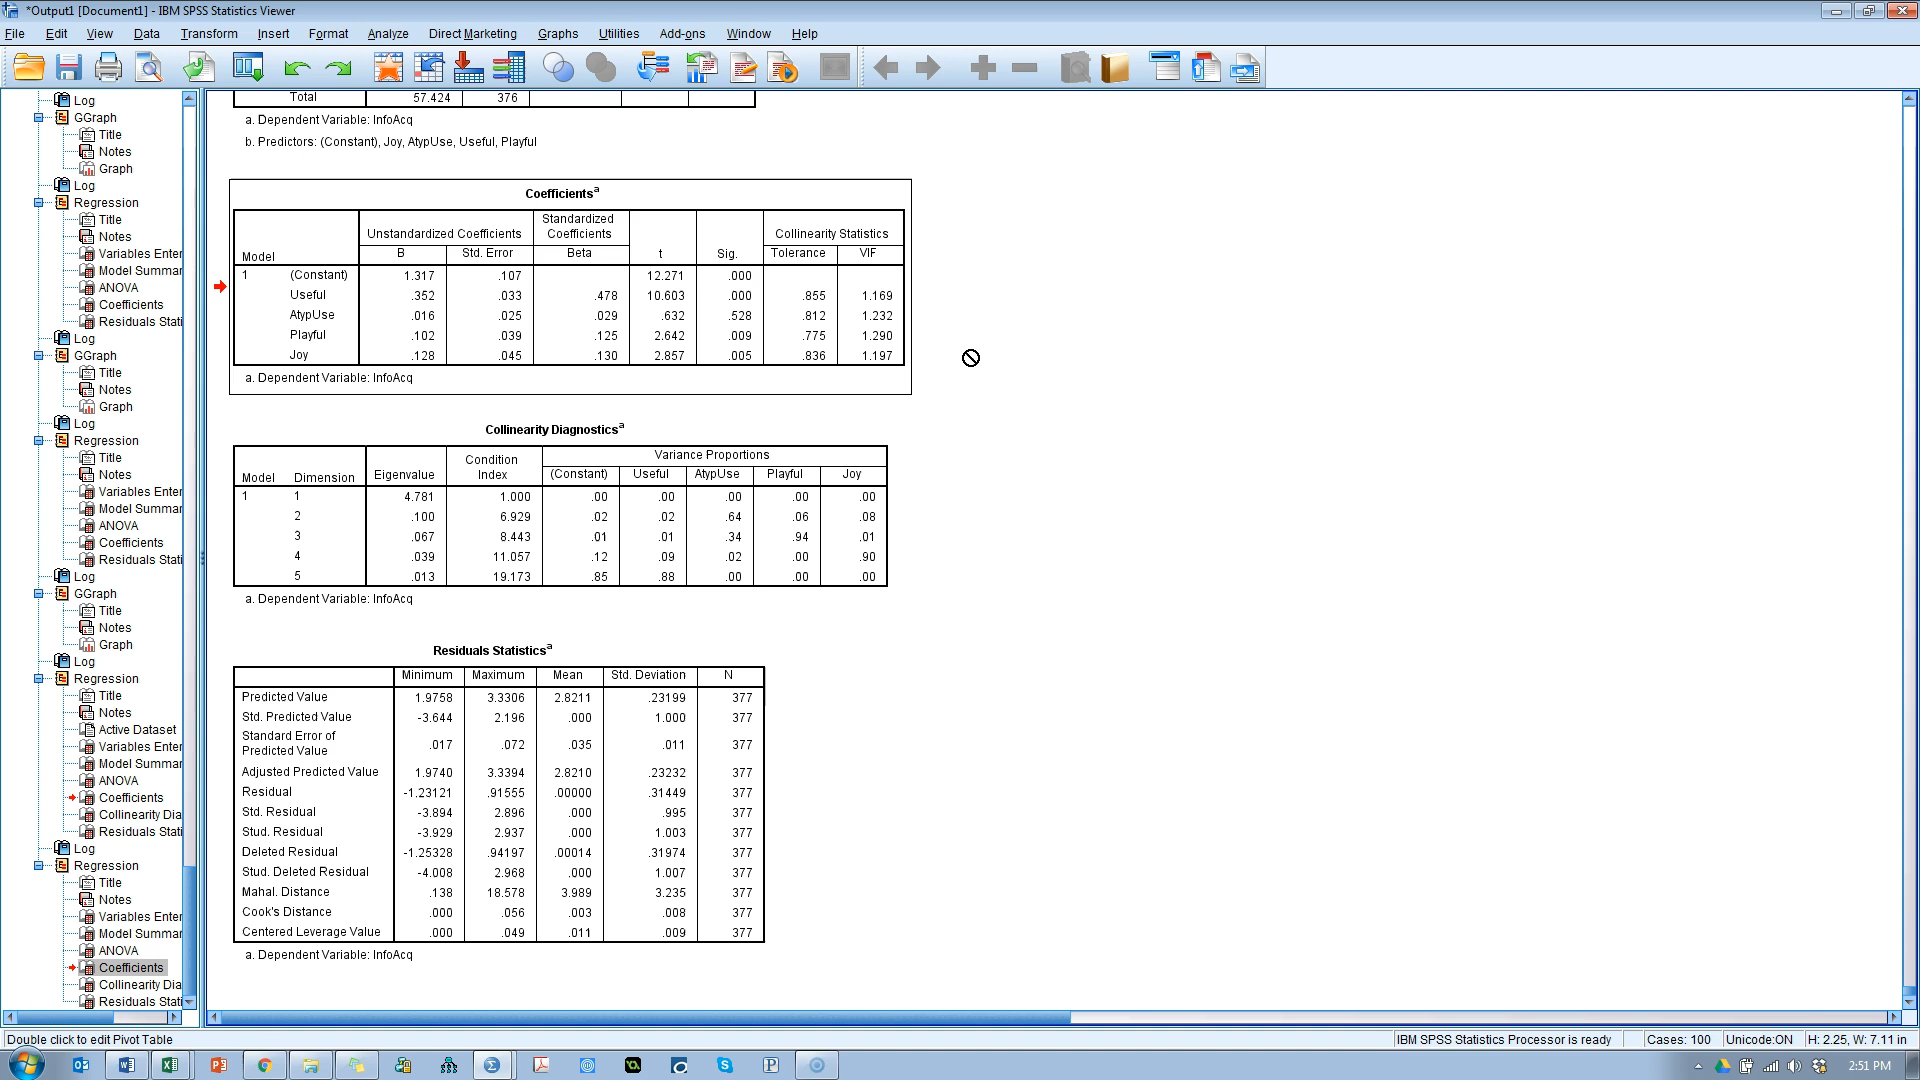 *Output1 [Document1] - IBM SPSS Statistics Viewer
File Edit View Data Transform Insert Format Analyze Direct Marketing Graphs Utilities Add-ons Window Help
Log
GGraph
Title
Notes
Graph
Log
Regression
Title
Notes
Variables Enter
Model Summar
ANOVA
Coefficients
Residuals Stati
Log
GGraph
Title
Notes
Graph
Log
Regression
Title
Notes
Variables Enter
Model Summar
ANOVA
Coefficients
Residuals Stati
Log
GGraph
Title
Notes
Graph
Log
Regression
Title
Notes
Active Dataset
Variables Enter
Model Summar
ANOVA
Coefficients
Collinearity Dia
Residuals Stati
Log
Regression
Title
Notes
Variables Enter
Model Summar
ANOVA
Coefficients
Collinearity Dia
Residuals Stati
Total 57.424 376
a. Dependent Variable: InfoAcq
b. Predictors: (Constant), Joy, AtypUse, Useful, Playful
Coefficientsa
Model Unstandardized Coefficients Standardized Coefficients t Sig. Collinearity Statistics
B Std. Error Beta Tolerance VIF
1 (Constant) 1.317 .107 12.271 .000
Useful .352 .033 .478 10.603 .000 .855 1.169
AtypUse .016 .025 .029 .632 .528 .812 1.232
Playful .102 .039 .125 2.642 .009 .775 1.290
Joy .128 .045 .130 2.857 .005 .836 1.197
a. Dependent Variable: InfoAcq
Collinearity Diagnosticsa
Model Dimension Eigenvalue Condition Index Variance Proportions
(Constant) Useful AtypUse Playful Joy
1 1 4.781 1.000 .00 .00 .00 .00 .00
2 .100 6.929 .02 .02 .64 .06 .08
3 .067 8.443 .01 .01 .34 .94 .01
4 .039 11.057 .12 .09 .02 .00 .90
5 .013 19.173 .85 .88 .00 .00 .00
a. Dependent Variable: InfoAcq
Residuals Statisticsa
Minimum Maximum Mean Std. Deviation N
Predicted Value 1.9758 3.3306 2.8211 .23199 377
Std. Predicted Value -3.644 2.196 .000 1.000 377
Standard Error of Predicted Value .017 .072 .035 .011 377
Adjusted Predicted Value 1.9740 3.3394 2.8210 .23232 377
Residual -1.23121 .91555 .00000 .31449 377
Std. Residual -3.894 2.896 .000 .995 377
Stud. Residual -3.929 2.937 .000 1.003 377
Deleted Residual -1.25328 .94197 .00014 .31974 377
Stud. Deleted Residual -4.008 2.968 .000 1.007 377
Mahal. Distance .138 18.578 3.989 3.235 377
Cook's Distance .000 .056 .003 .008 377
Centered Leverage Value .000 .049 .011 .009 377
a. Dependent Variable: InfoAcq
Double click to edit Pivot Table
IBM SPSS Statistics Processor is ready Cases: 100 Unicode:ON H: 2.25, W: 7.11 in
2:51 PM